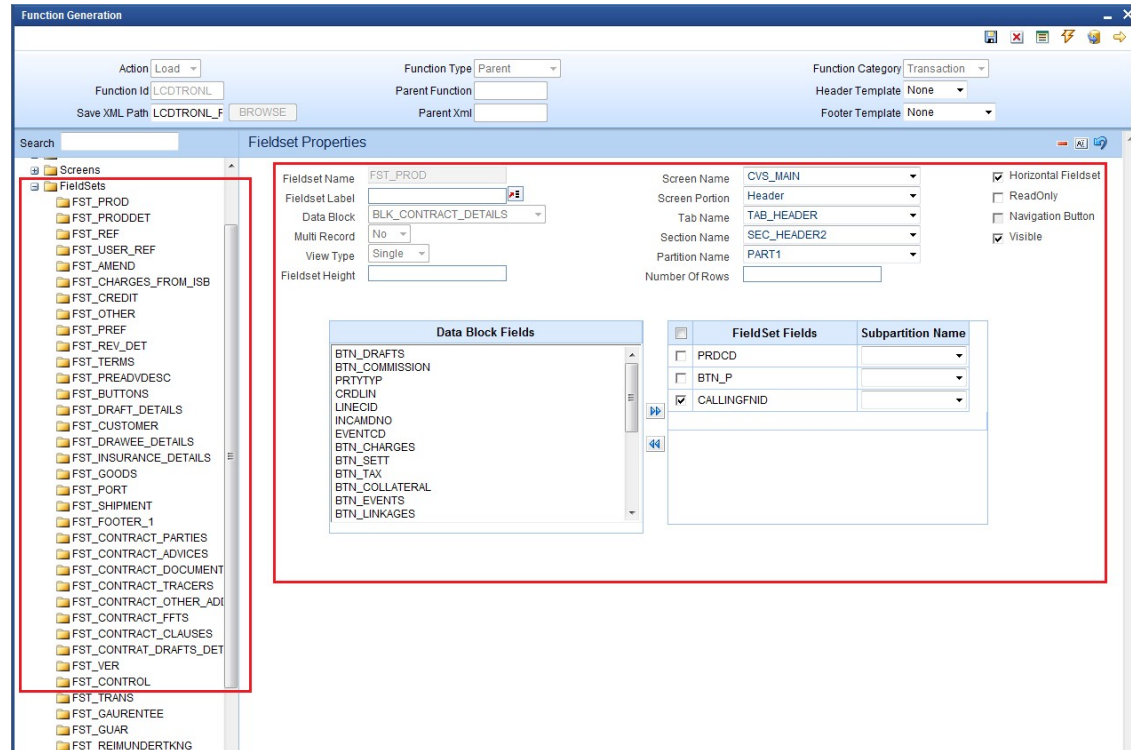 Function Generation
Action Load
Function Type Parent
Function Category Transaction
Function Id LCDTRONL
Parent Function
Header Template None
Save XML Path LCDTRONL_F BROWSE
Parent Xml
Footer Template None
Search
Fieldset Properties
Screens
FieldSets
FST_PROD
FST_PRODDET
FST_REF
FST_USER_REF
FST_AMEND
FST_CHARGES_FROM_ISB
FST_CREDIT
FST_OTHER
FST_PREF
FST_REV_DET
FST_TERMS
FST_PREADVDESC
FST_BUTTONS
FST_DRAFT_DETAILS
FST_CUSTOMER
FST_DRAWEE_DETAILS
FST_INSURANCE_DETAILS
FST_GOODS
FST_PORT
FST_SHIPMENT
FST_FOOTER_1
FST_CONTRACT_PARTIES
FST_CONTRACT_ADVICES
FST_CONTRACT_DOCUMENT
FST_CONTRACT_TRACERS
FST_CONTRACT_OTHER_ADD
FST_CONTRACT_FFTS
FST_CONTRACT_CLAUSES
FST_CONTRAT_DRAFTS_DET
FST_VER
FST_CONTROL
FST_TRANS
FST_GAURENTEE
FST_GUAR
FST_REIMUNDERTKNG
Fieldset Name FST_PROD
Screen Name CVS_MAIN
Horizontal Fieldset
Fieldset Label
Screen Portion Header
ReadOnly
Data Block BLK_CONTRACT_DETAILS
Tab Name TAB_HEADER
Navigation Button
Multi Record No
Section Name SEC_HEADER2
Visible
View Type Single
Partition Name PART1
Fieldset Height
Number Of Rows
Data Block Fields
BTN_DRAFTS
BTN_COMMISSION
PRTYTYP
CRDLIN
LINECID
INCAMDNO
EVENTCD
BTN_CHARGES
BTN_SETT
BTN_TAX
BTN_COLLATERAL
BTN_EVENTS
BTN_LINKAGES
FieldSet Fields Subpartition Name
PRDCD
BTN_P
CALLINGFNID